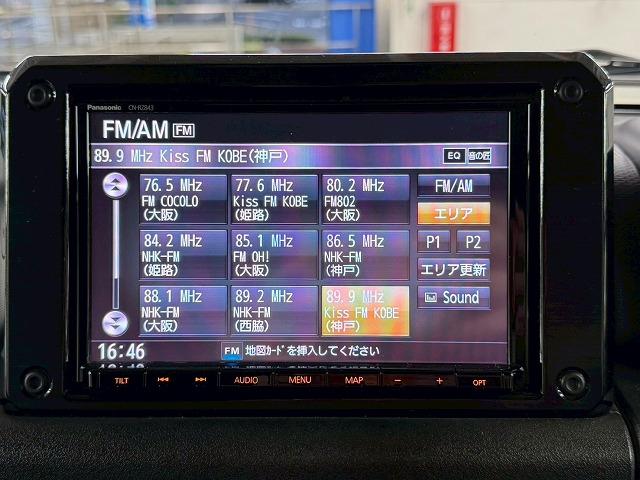 Panasonic CN-RZ843
FM/AM FM
89.9 MHz Kiss FM KOBE(神戸) EQ 音の匠
76.5 MHz
FM COCOLO
(大阪)
77.6 MHz
Kiss FM KOBE
(姫路)
80.2 MHz
FM802
(大阪)
FM/AM
エリア
84.2 MHz
NHK-FM
(姫路)
85.1 MHz
FM OH!
(大阪)
86.5 MHz
NHK-FM
(神戸)
P1 P2
エリア更新
88.1 MHz
NHK-FM
(大阪)
89.2 MHz
NHK-FM
(西脇)
89.9 MHz
Kiss FM KOBE
(神戸)
Sound
16:46 FM 地図ｶｰﾄﾞを挿入してください
TILT AUDIO MENU MAP − + OPT